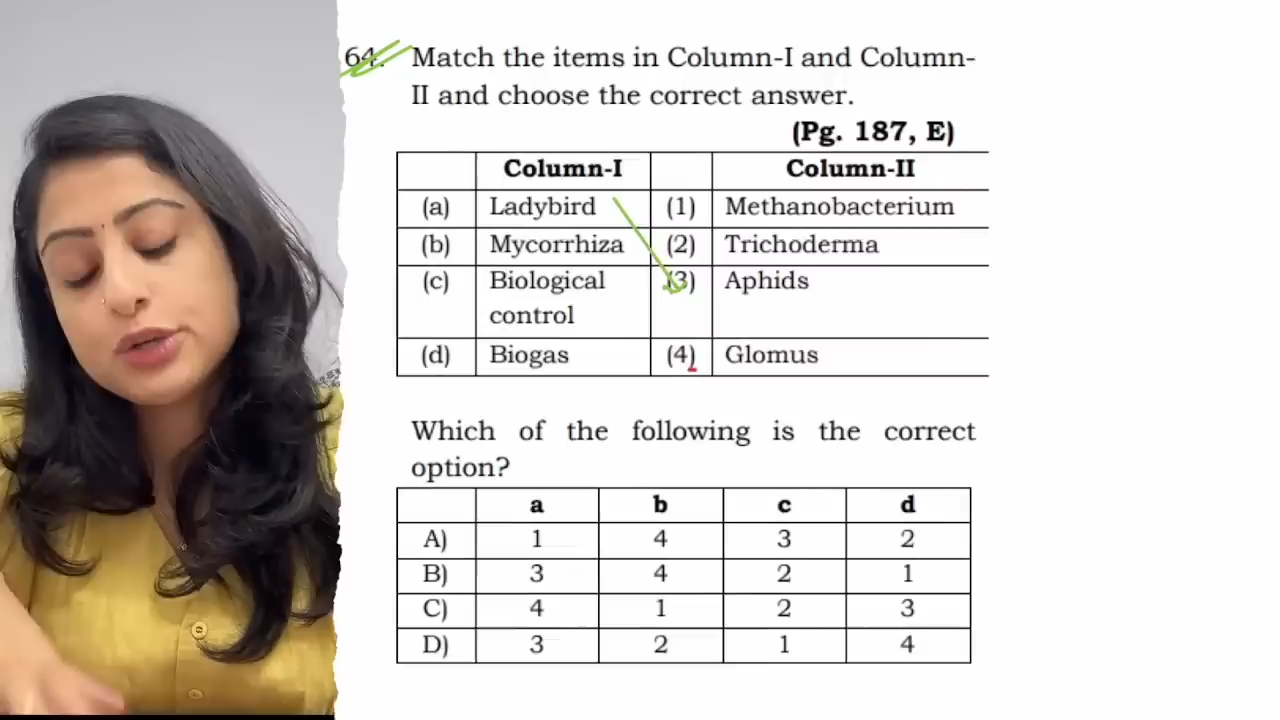 64. Match the items in Column-I and Column-
II and choose the correct answer.
(Pg. 187, E)
Column-I Column-II
(a) Ladybird (1) Methanobacterium
(b) Mycorrhiza (2) Trichoderma
(c) Biological (3) Aphids
control
(d) Biogas (4) Glomus
Which of the following is the correct
option?
a b c d
A) 1 4 3 2
B) 3 4 2 1
C) 4 1 2 3
D) 3 2 1 4